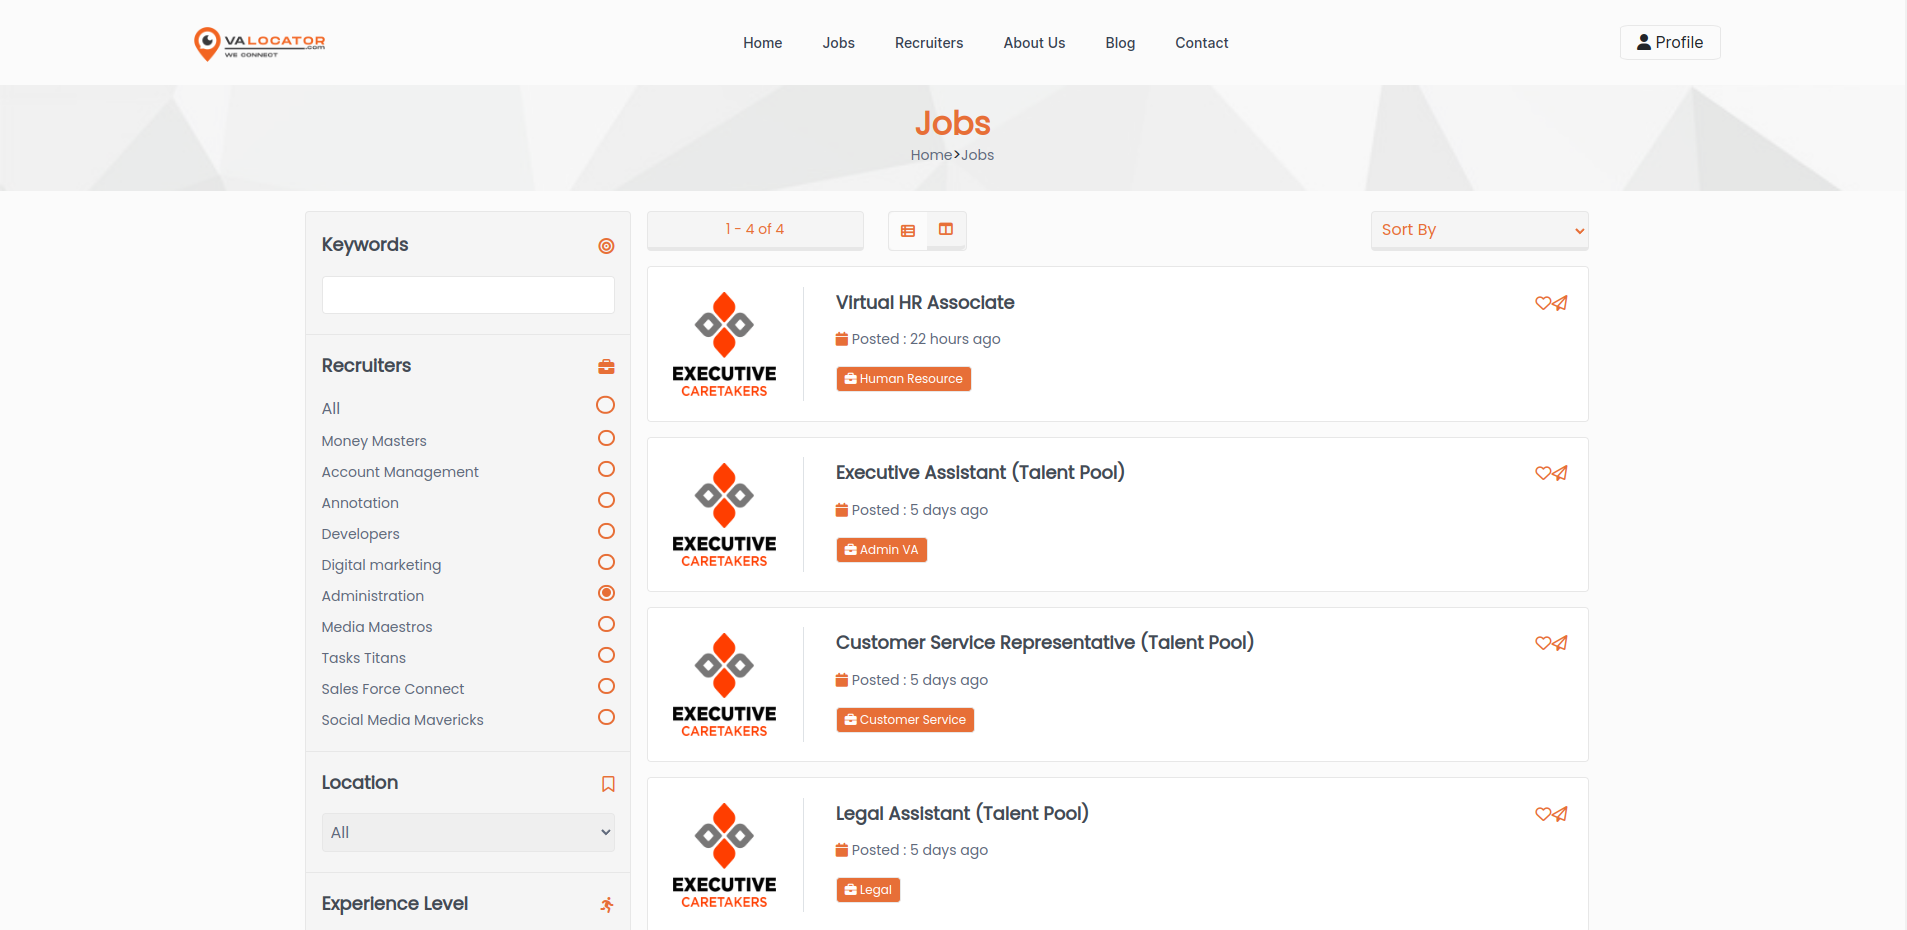 VALOCATOR
.com
WE CONNECT
Home
Jobs
Recruiters
About Us
Blog
Contact
Profile
Jobs
Home>Jobs
Keywords
Recruiters
All
Money Masters
Account Management
Annotation
Developers
Digital marketing
Administration
Media Maestros
Tasks Titans
Sales Force Connect
Social Media Mavericks
Location
All
Experience Level
1 - 4 of 4
Sort By
EXECUTIVE
CARETAKERS
Virtual HR Associate
Posted : 22 hours ago
Human Resource
EXECUTIVE
CARETAKERS
Executive Assistant (Talent Pool)
Posted : 5 days ago
Admin VA
EXECUTIVE
CARETAKERS
Customer Service Representative (Talent Pool)
Posted : 5 days ago
Customer Service
EXECUTIVE
CARETAKERS
Legal Assistant (Talent Pool)
Posted : 5 days ago
Legal